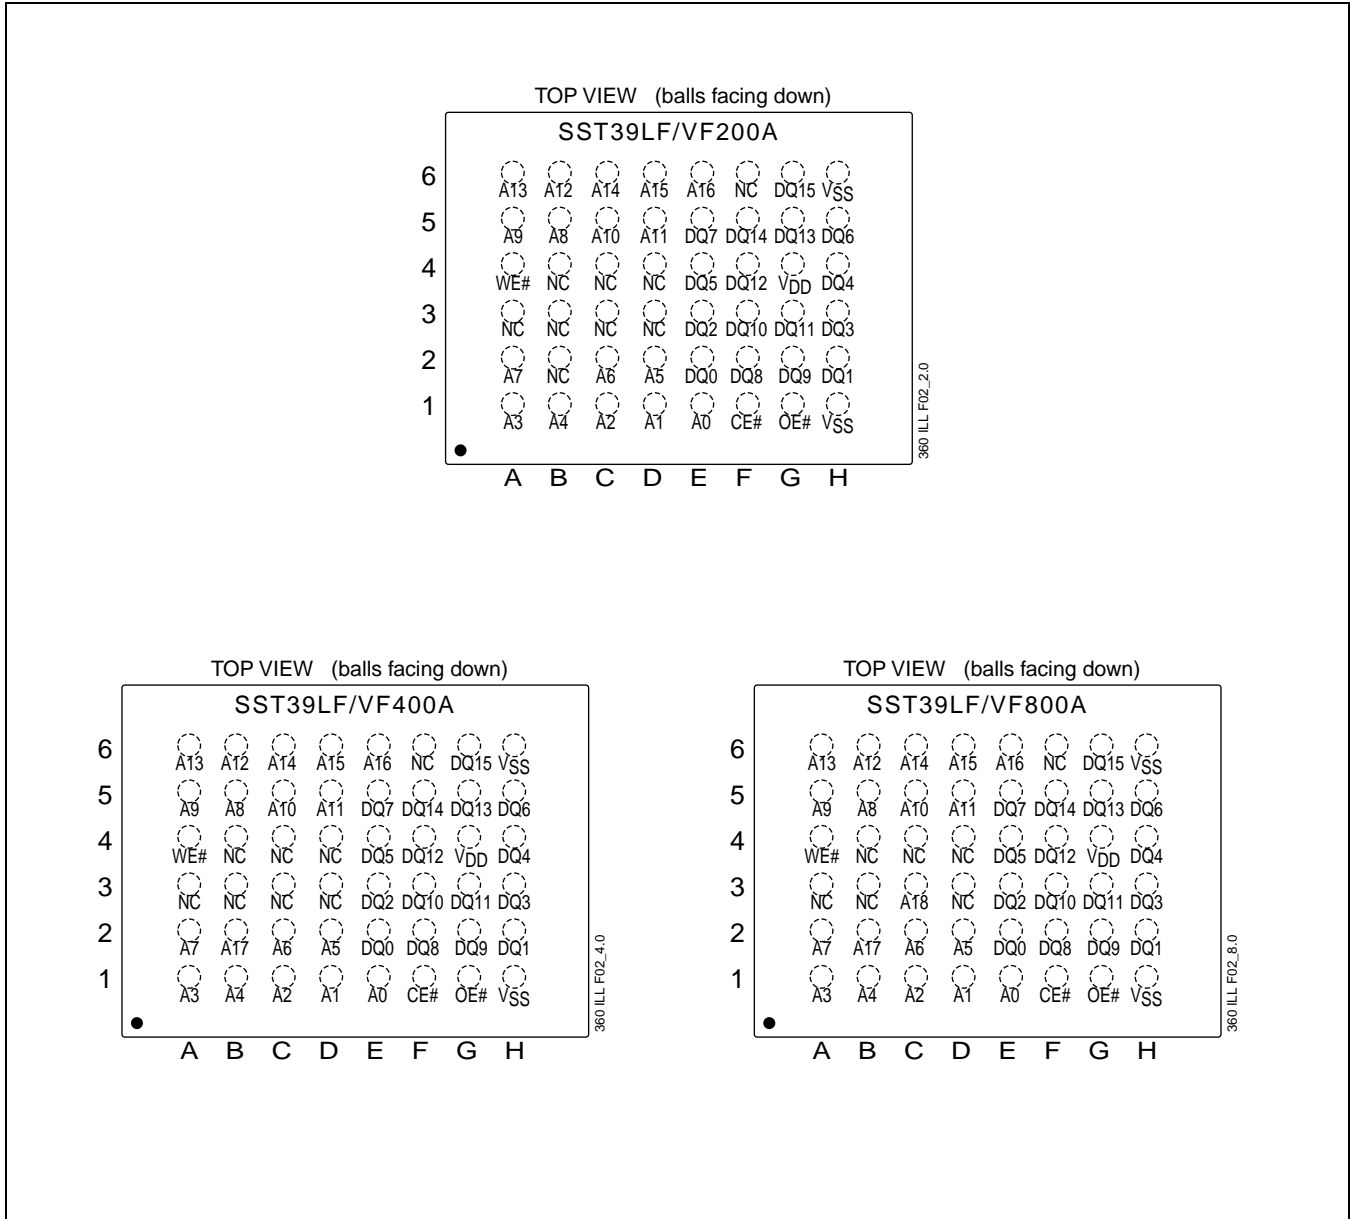 TOP VIEW (balls facing down)
SST39LF/VF200A
6 A13 A12 A14 A15 A16 NC DQ15 VSS
5 A9 A8 A10 A11 DQ7 DQ14 DQ13 DQ6
4 WE# NC NC NC DQ5 DQ12 VDD DQ4
3 NC NC NC NC DQ2 DQ10 DQ11 DQ3
2 A7 NC A6 A5 DQ0 DQ8 DQ9 DQ1
1 A3 A4 A2 A1 A0 CE# OE# VSS
A B C D E F G H
360 ILL F02_2.0
TOP VIEW (balls facing down)
SST39LF/VF400A
6 A13 A12 A14 A15 A16 NC DQ15 VSS
5 A9 A8 A10 A11 DQ7 DQ14 DQ13 DQ6
4 WE# NC NC NC DQ5 DQ12 VDD DQ4
3 NC NC NC NC DQ2 DQ10 DQ11 DQ3
2 A7 A17 A6 A5 DQ0 DQ8 DQ9 DQ1
1 A3 A4 A2 A1 A0 CE# OE# VSS
A B C D E F G H
360 ILL F02_4.0
TOP VIEW (balls facing down)
SST39LF/VF800A
6 A13 A12 A14 A15 A16 NC DQ15 VSS
5 A9 A8 A10 A11 DQ7 DQ14 DQ13 DQ6
4 WE# NC NC NC DQ5 DQ12 VDD DQ4
3 NC NC A18 NC DQ2 DQ10 DQ11 DQ3
2 A7 A17 A6 A5 DQ0 DQ8 DQ9 DQ1
1 A3 A4 A2 A1 A0 CE# OE# VSS
A B C D E F G H
360 ILL F02_8.0